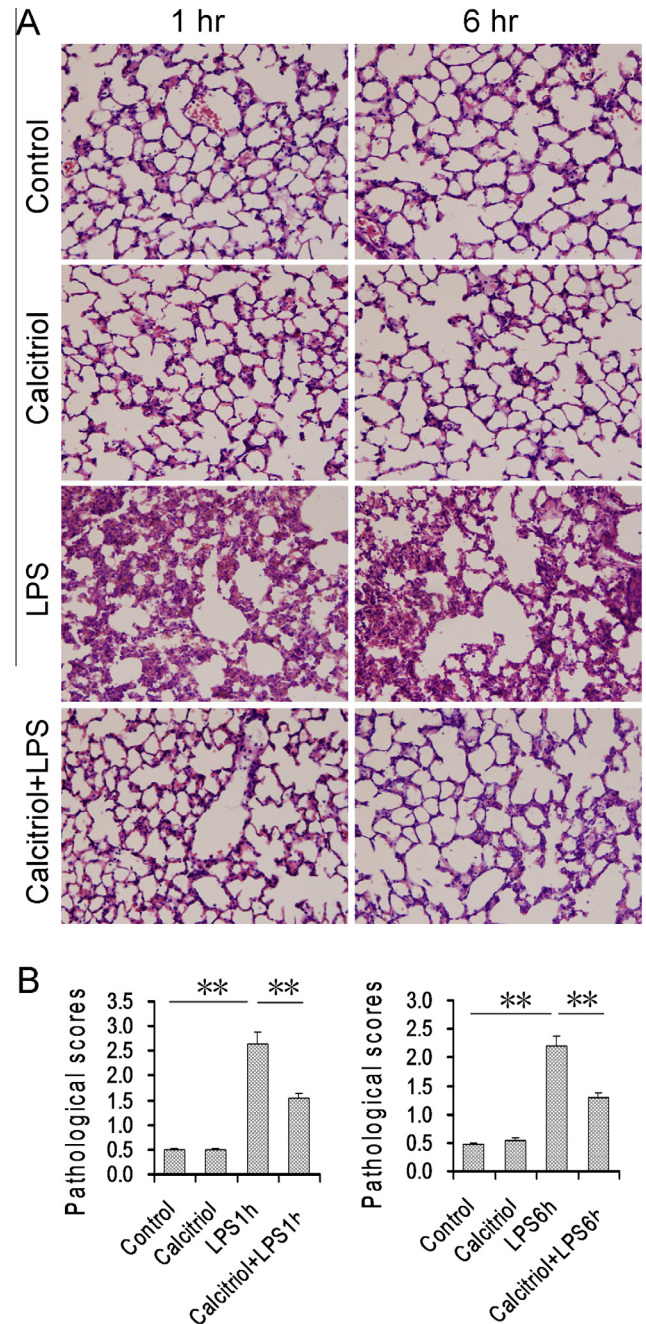 A
1 hr
6 hr
Control
Calcitriol
LPS
Calcitriol+LPS
B
Pathological scores
3.5
3.0
2.5
2.0
1.5
1.0
0.5
0.0
** **
Control
Calcitriol
LPS1h
Calcitriol+LPS1h
Pathological scores
3.0
2.5
2.0
1.5
1.0
0.5
0.0
** **
Control
Calcitriol
LPS6h
Calcitriol+LPS6h